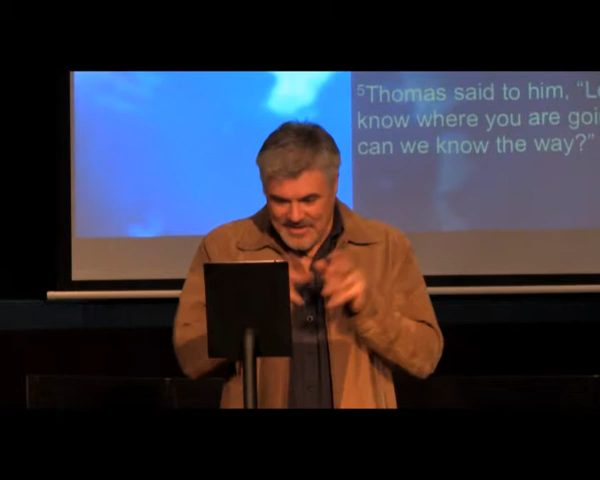 ⁵Thomas said to him, “L
know where you are goi
can we know the way?”